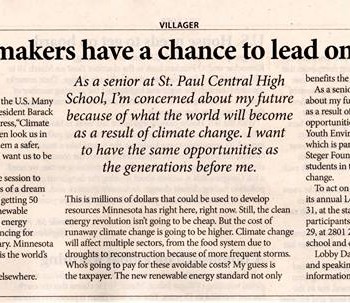 VILLAGER
makers have a chance to lead on
the U.S. Many
resident Barack
ress, "Climate
en look us in
em a safer,
want us to be
e session to
s of a dream
getting 50
newable
energy
ncing for
ry. Minnesota
is the world's
elsewhere.
As a senior at St. Paul Central High
School, I'm concerned about my future
because of what the world will become
as a result of climate change. I want
to have the same opportunities as
the generations before me.
This is millions of dollars that could be used to develop
resources Minnesota has right here, right now. Still, the clean
energy revolution isn't going to be cheap. But the cost of
runaway climate change is going to be higher. Climate change
will affect multiple sectors, from the food system due to
droughts to reconstruction because of more frequent storms.
Who's going to pay for these avoidable costs? My guess is
the taxpayer. The new renewable energy standard not only
benefits the
As a senio
about my fu
as a result of
opportunitie
Youth Envir
which is par
Steger Foun
students in t
change.
To act on
its annual L
31, at the sta
participants
29, at 2801
school and c
Lobby Da
and speakin
information